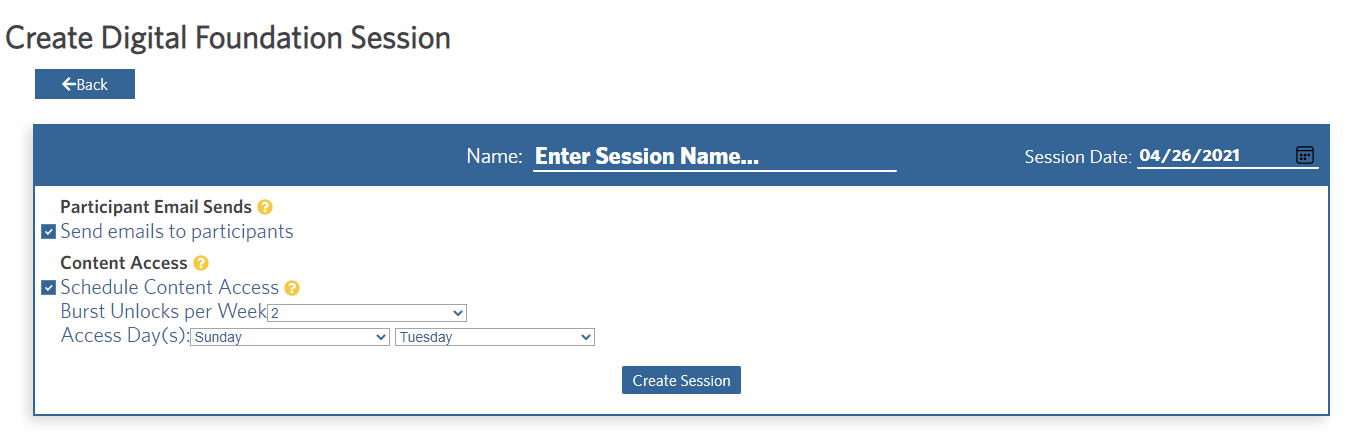 Create Digital Foundation Session
←Back
Name: Enter Session Name... Session Date: 04/26/2021
Participant Email Sends ?
Send emails to participants
Content Access ?
Schedule Content Access ?
Burst Unlocks per Week 2
Access Day(s): Sunday Tuesday
Create Session